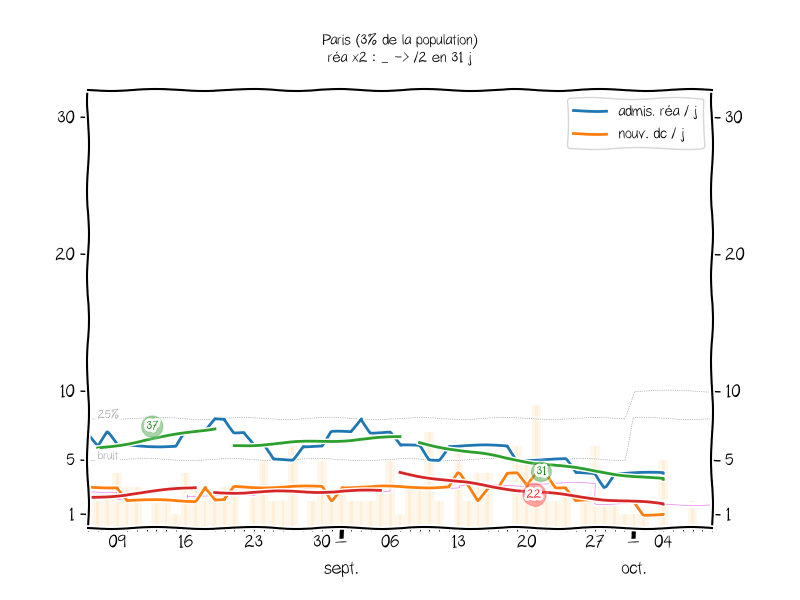 Paris (3% de la population)
réa x2 : _ -> /2 en 31 j
admis. réa / j
nouv. dc / j
30
30
20
20
10
10
25%
37
bruit
5
5
31
22
1
1
09 16 23 30 06 13 20 27 04
sept. oct.